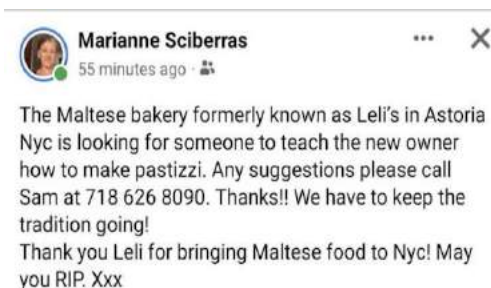 Marianne Sciberras
55 minutes ago ·
The Maltese bakery formerly known as Leli's in Astoria
Nyc is looking for someone to teach the new owner
how to make pastizzi. Any suggestions please call
Sam at 718 626 8090. Thanks!! We have to keep the
tradition going!
Thank you Leli for bringing Maltese food to Nyc! May
you RIP. Xxx